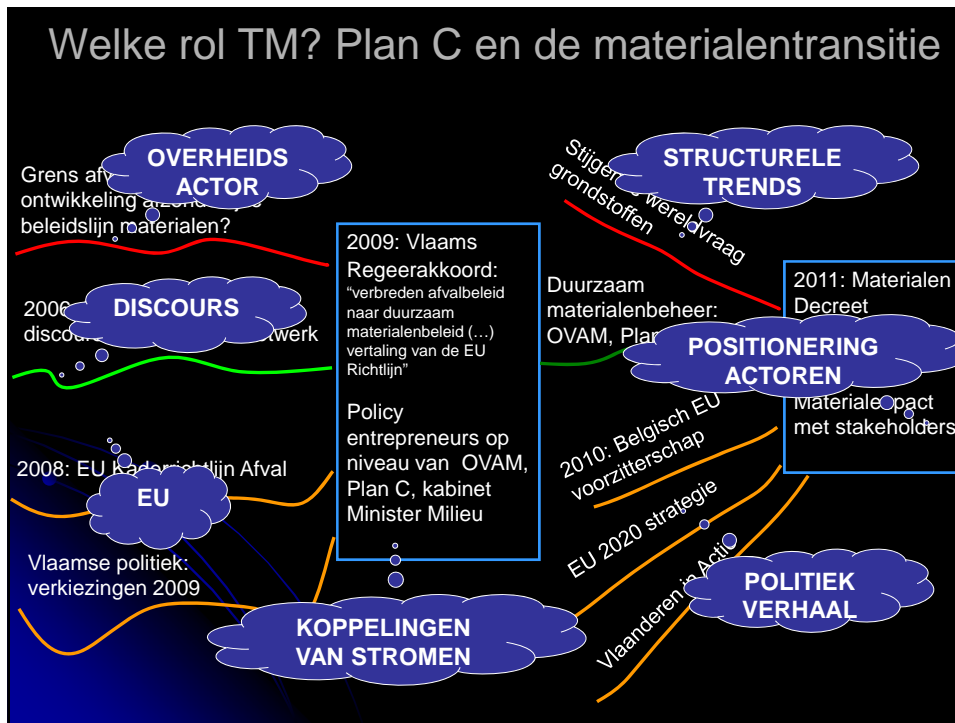 Welke rol TM? Plan C en de materialentransitie
OVERHEIDS
ACTOR
Grens
ontwikkeling
beleidslijn materialen?
STRUCTURELE
TRENDS
wereldvraag
grondstoffen
DISCOURS
2006
2009: Vlaams
Regeerakkoord:
“verbreden afvalbeleid
naar duurzaam
materialenbeleid (…)
vertaling van de EU
Richtlijn”
Policy
entrepreneurs op
niveau van OVAM,
Plan C, kabinet
Minister Milieu
Duurzaam
materialenbeheer:
OVAM, Plan
2011: Materialen
Decreet
POSITIONERING
ACTOREN
Materialenpact
met stakeholders
2008: EU Kaderrichtlijn Afval
EU
2010: Belgisch EU
voorzitterschap
EU 2020 strategie
Vlaanderen in Actie
Vlaamse politiek:
verkiezingen 2009
KOPPELINGEN
VAN STROMEN
POLITIEK
VERHAAL